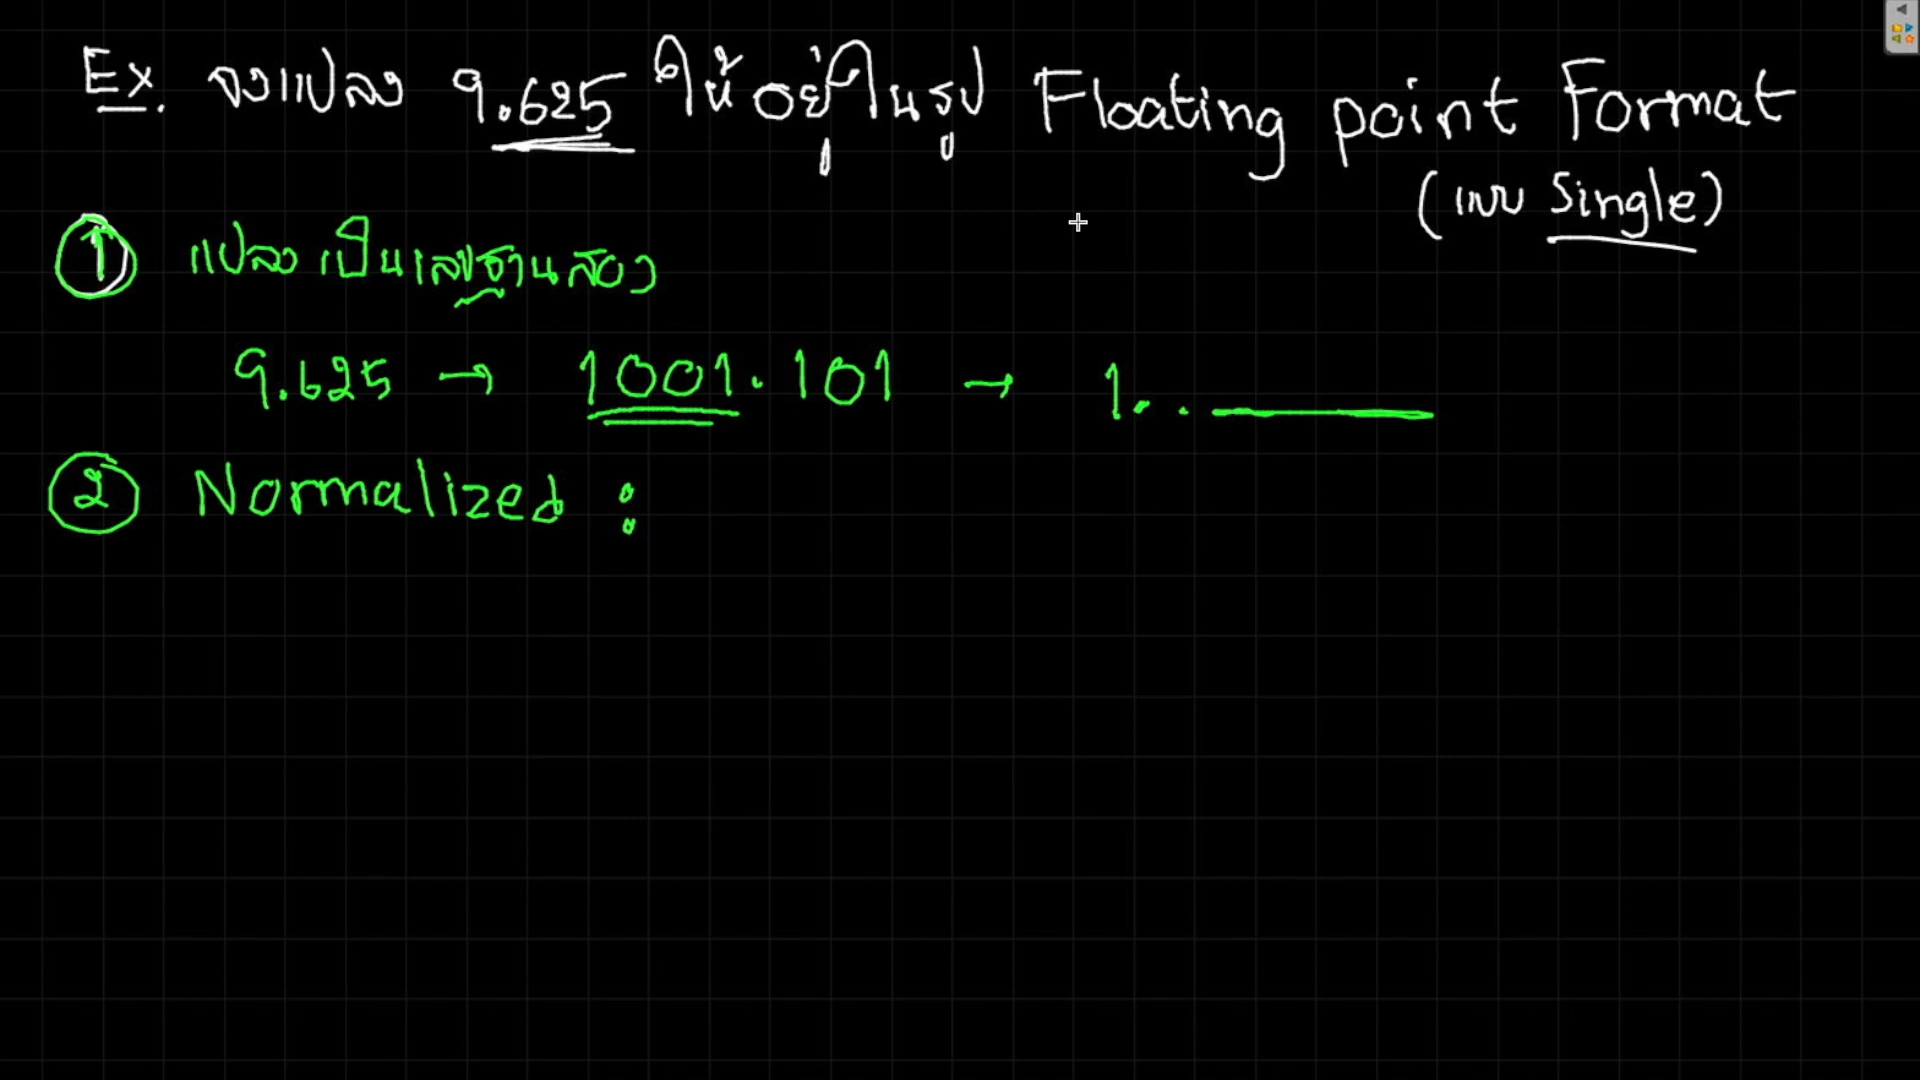 Ex. จงแปลง 9.625 ให้อยู่ในรูป Floating point Format
(แบบ Single)
① แปลงเป็นเลขฐานสอง
9.625 → 1001.101 → 1..
② Normalized :